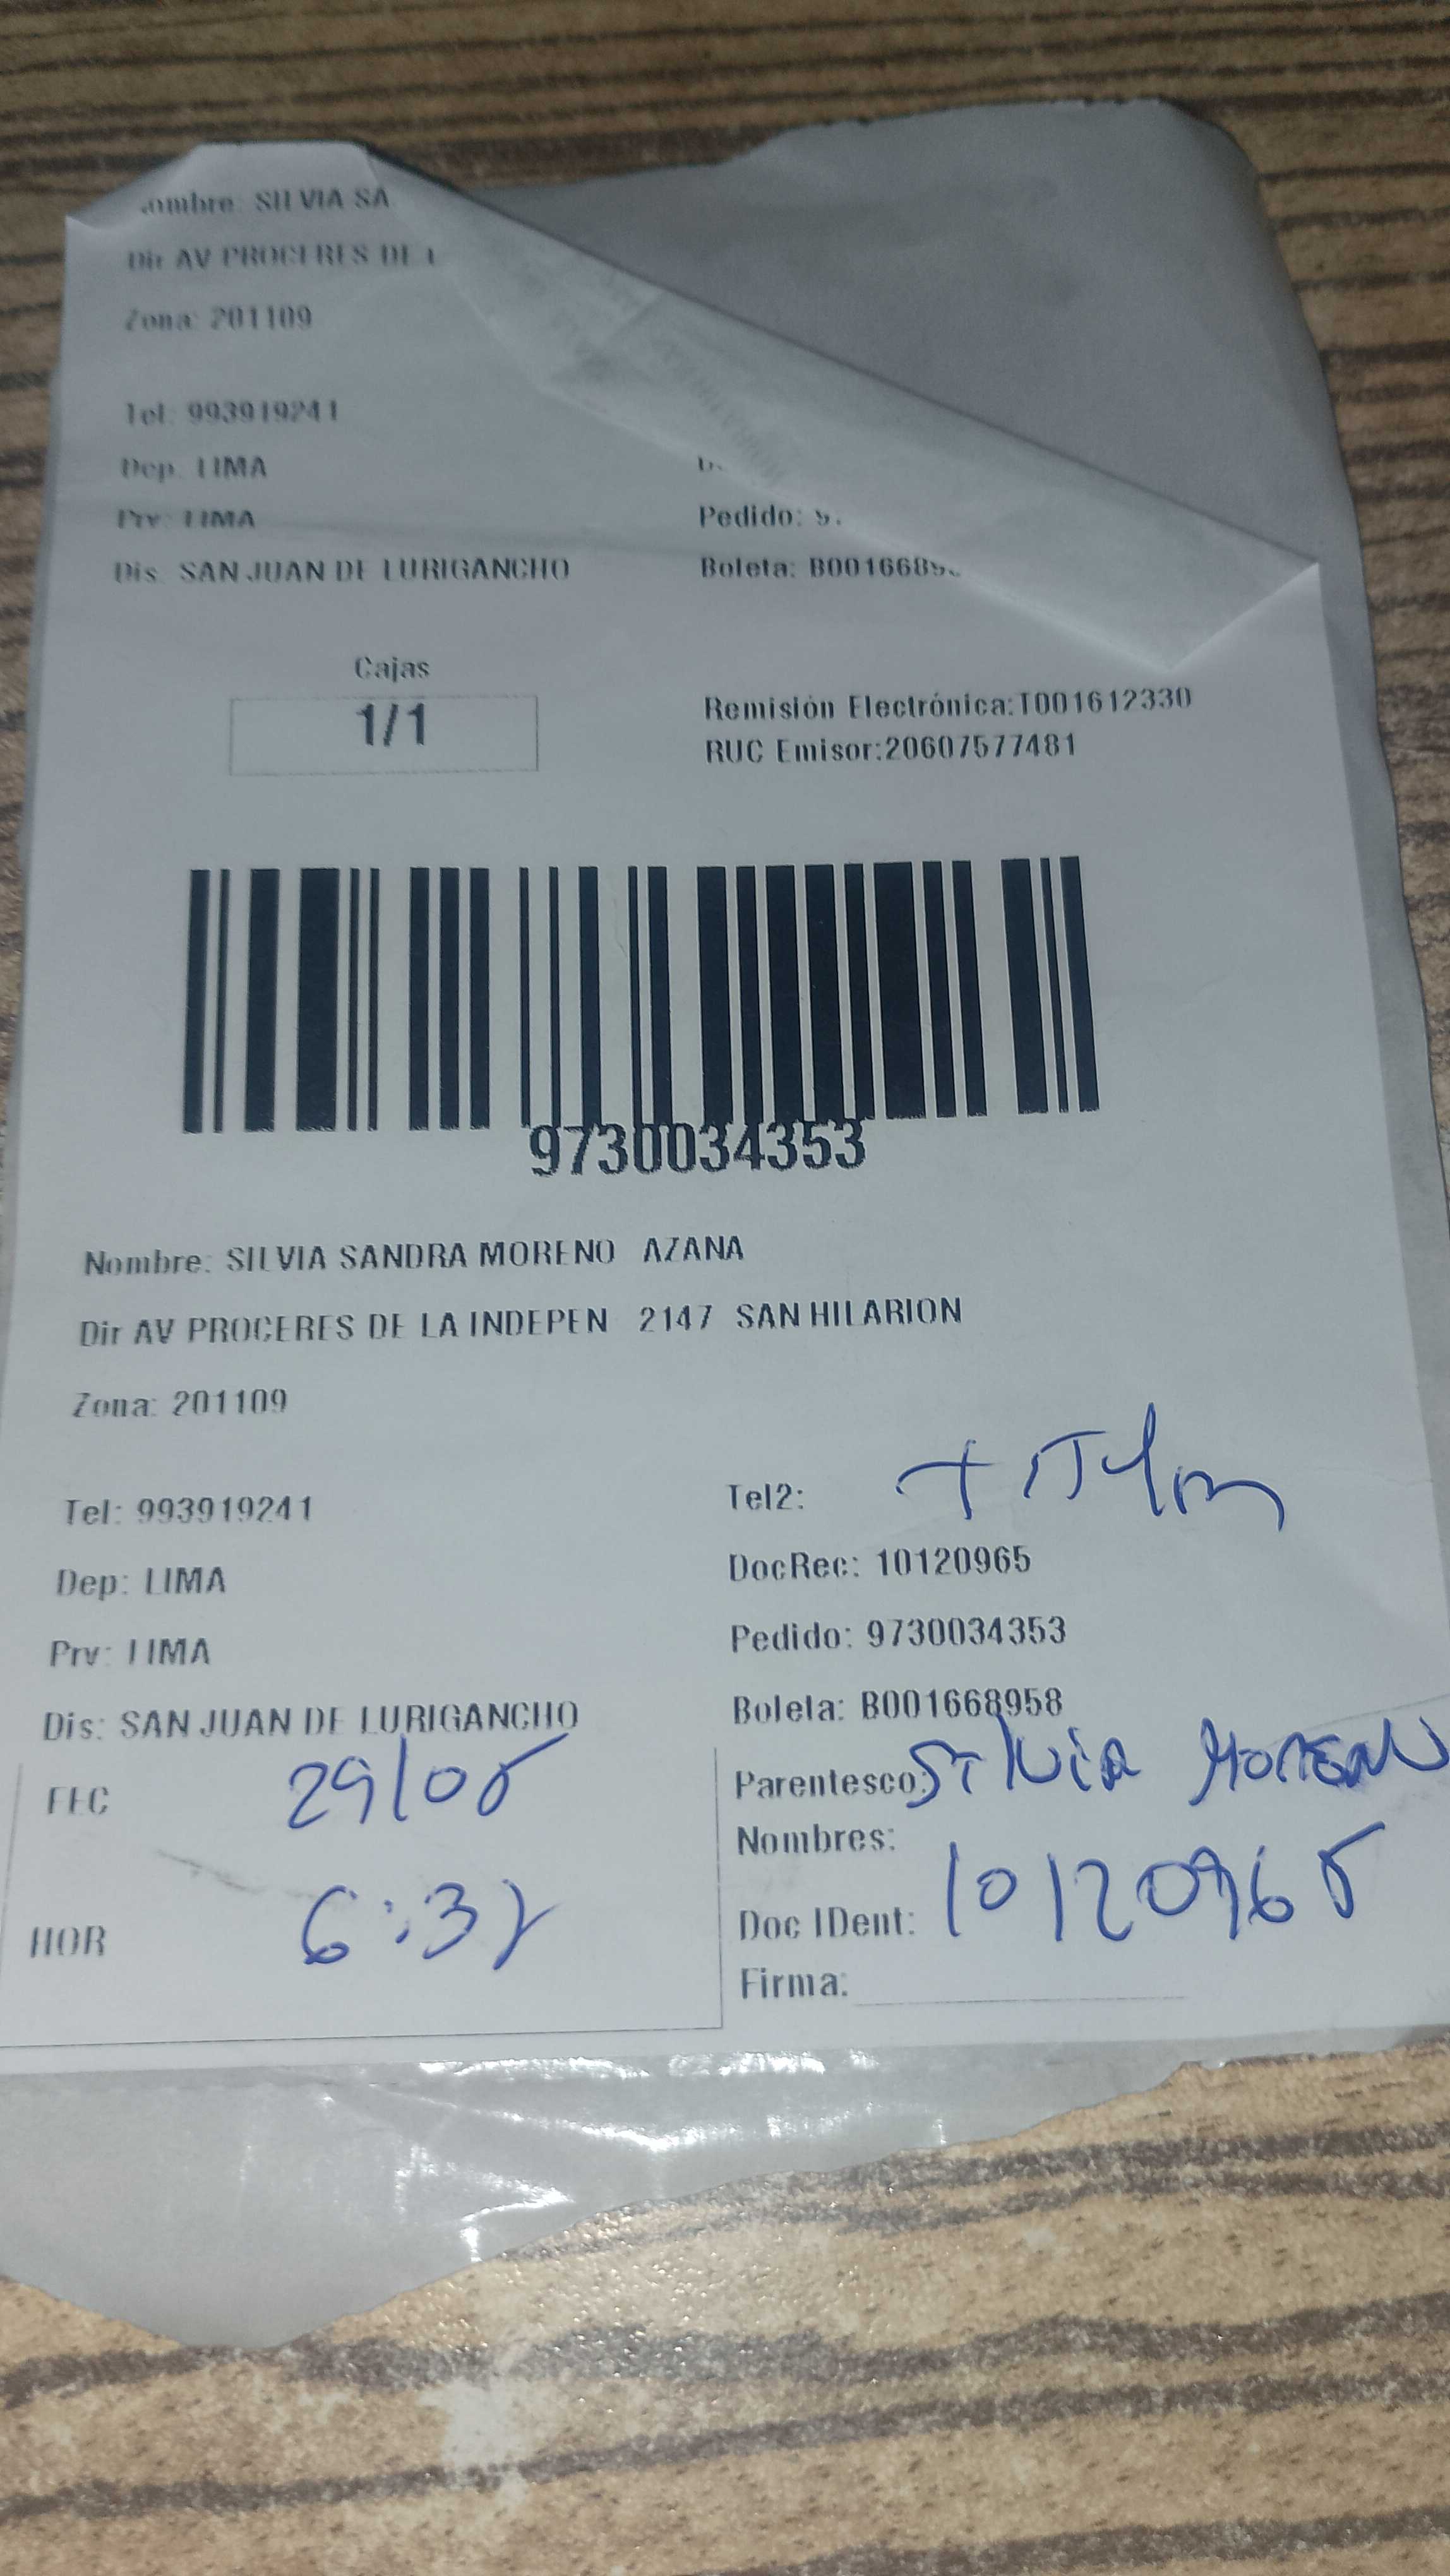 ombre: SILVIA SA
Dir AV PROCERES DE
Zona: 201109
Tel: 993919241
Dep: LIMA
Prv: LIMA
Pedido: 9
Dis: SAN JUAN DE LURIGANCHO
Boleta: B00166895
Cajas
1/1
Remisión Electrónica:T001612330
RUC Emisor:20607577481
9730034353
Nombre: SILVIA SANDRA MORENO AZANA
Dir AV PROCERES DE LA INDEPEN 2147 SAN HILARION
Zona: 201109
Tel: 993919241
Tel2:
+ Titular
Dep: LIMA
DocRec: 10120965
Prv: LIMA
Pedido: 9730034353
Dis: SAN JUAN DE LURIGANCHO
Boleta: B001668958
FEC 29/05
Parentesco: Silvia Moreno
Nombres:
HOR 6:32
Doc IDent: 10120965
Firma: